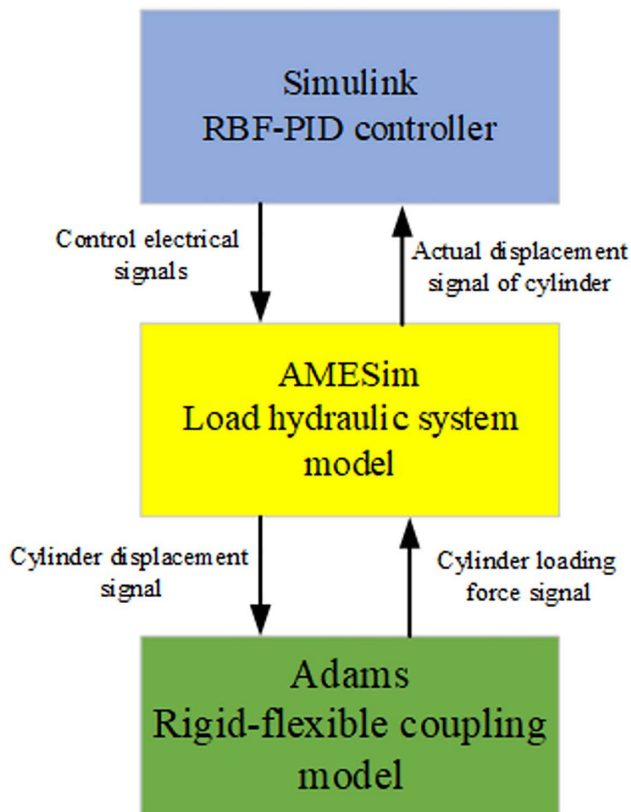 Simulink
RBF-PID controller
Control electrical
signals
Actual displacement
signal of cylinder
AMESim
Load hydraulic system
model
Cylinder displacement
signal
Cylinder loading
force signal
Adams
Rigid-flexible coupling
model